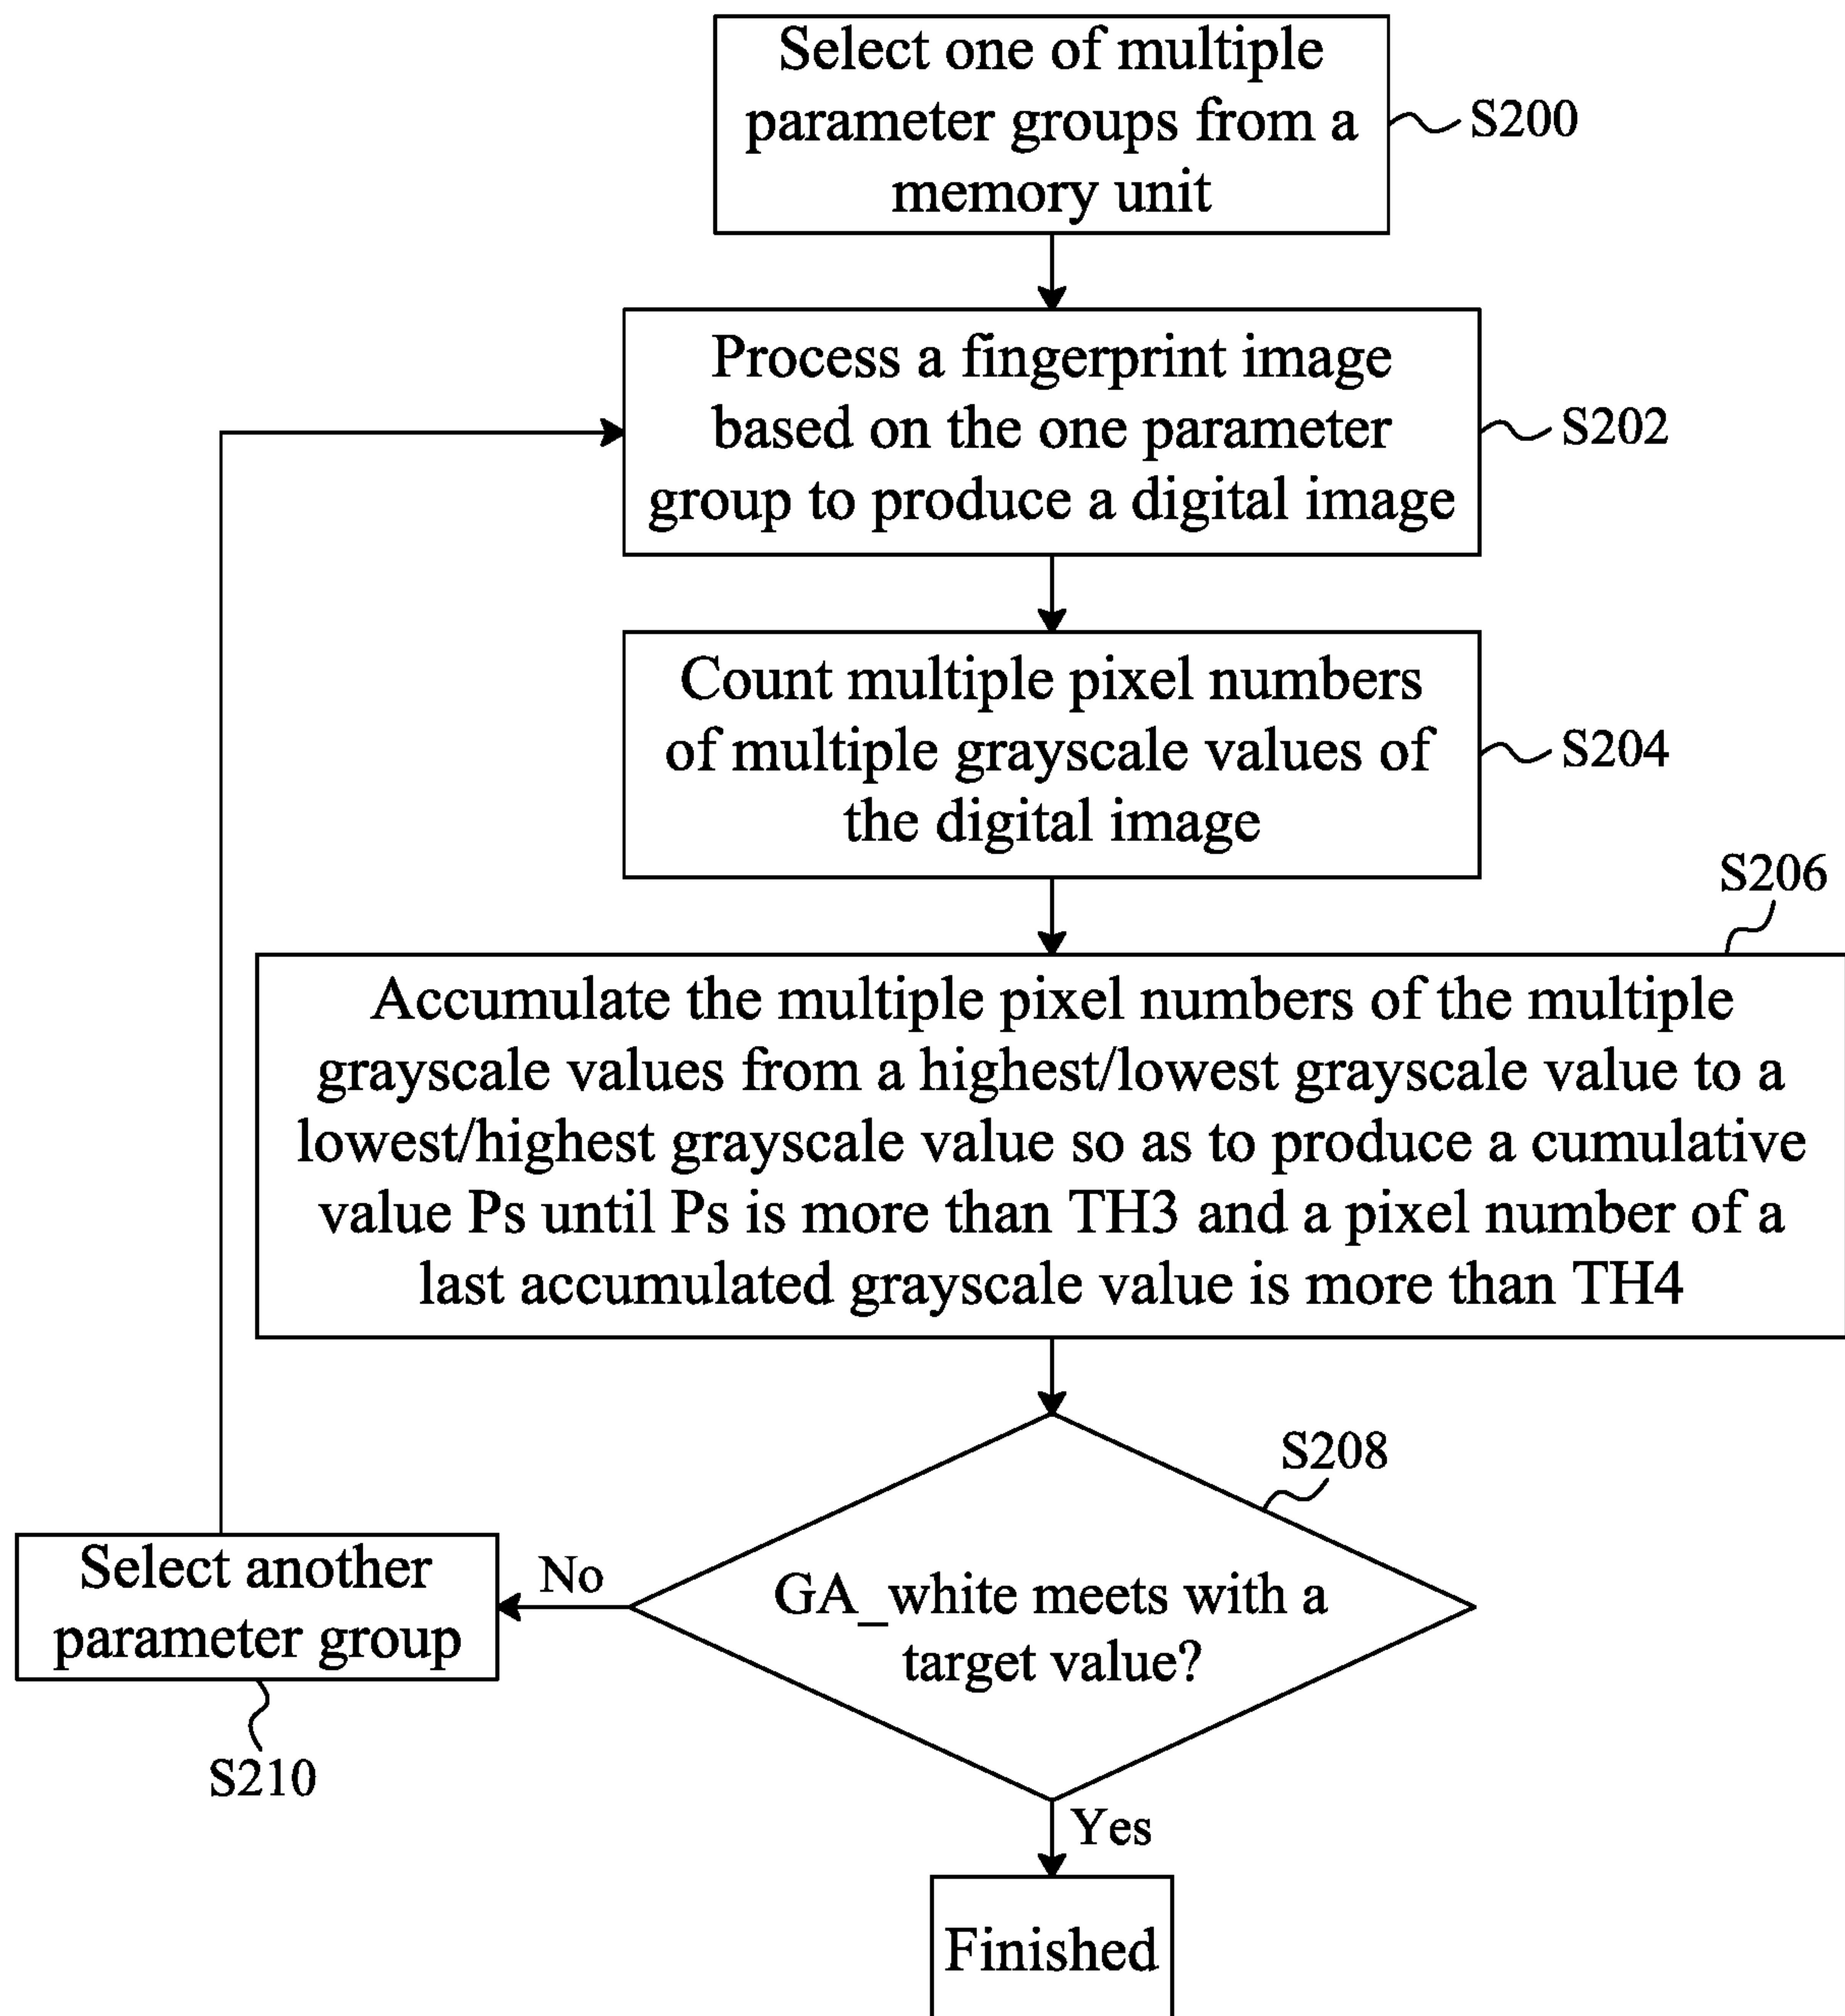 Select one of multiple
parameter groups from a
memory unit
S200
Process a fingerprint image
based on the one parameter
group to produce a digital image
S202
Count multiple pixel numbers
of multiple grayscale values of
the digital image
S204
S206
Accumulate the multiple pixel numbers of the multiple
grayscale values from a highest/lowest grayscale value to a
lowest/highest grayscale value so as to produce a cumulative
value Ps until Ps is more than TH3 and a pixel number of a
last accumulated grayscale value is more than TH4
S208
GA_white meets with a
target value?
No
Select another
parameter group
S210
Yes
Finished